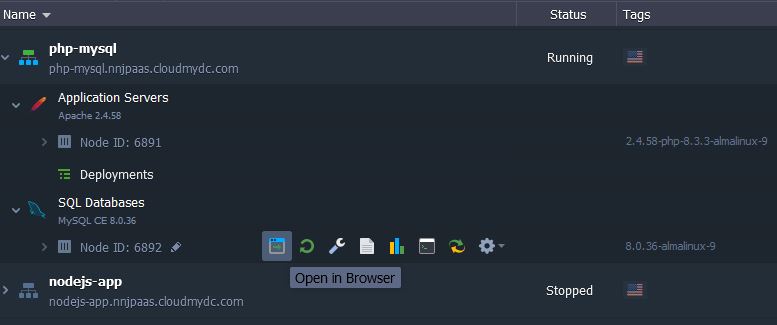 Name Status Tags
php-mysql
php-mysql.nnjpaas.cloudmydc.com Running
Application Servers
Apache 2.4.58
Node ID: 6891 2.4.58-php-8.3.3-almalinux-9
Deployments
SQL Databases
MySQL CE 8.0.36
Node ID: 6892 8.0.36-almalinux-9
Open in Browser
nodejs-app
nodejs-app.nnjpaas.cloudmydc.com Stopped